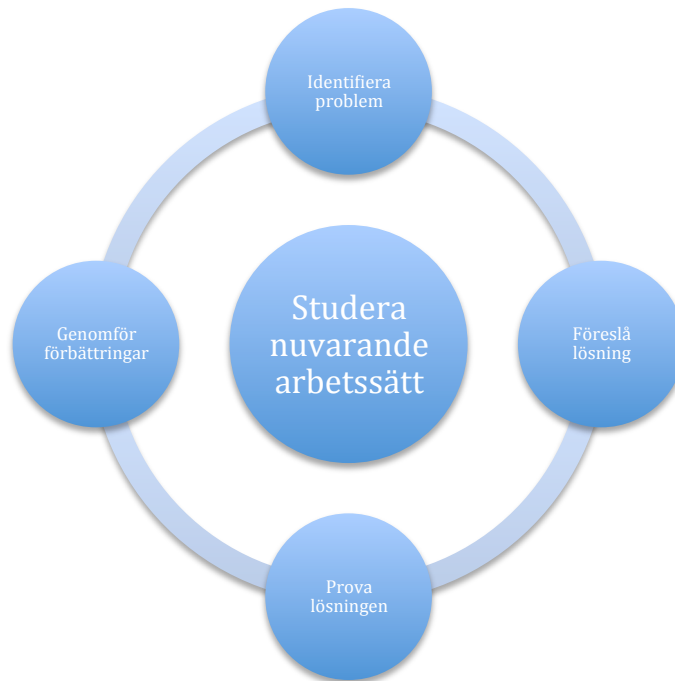 Identifiera
problem
Studera
nuvarande
arbetssätt
Genomför
förbättringar
Föreslå
lösning
Prova
lösningen